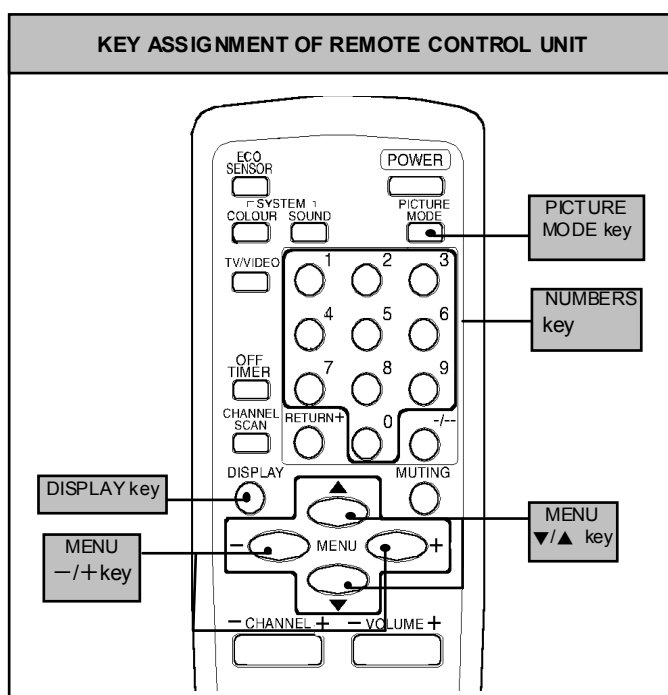 KEY ASSIGNMENT OF REMOTE CONTROL UNIT
ECO
SENSOR
POWER
SYSTEM
COLOUR SOUND
PICTURE
MODE
PICTURE
MODE key
TV/VIDEO
1 2 3
NUMBERS
key
4 5 6
OFF
TIMER
7 8 9
CHANNEL
SCAN
RETURN+
0
-/--
DISPLAY
MUTING
DISPLAY key
▲
MENU
▼/▲ key
MENU
−/+ key
− MENU +
▼
− CHANNEL + − VOLUME +